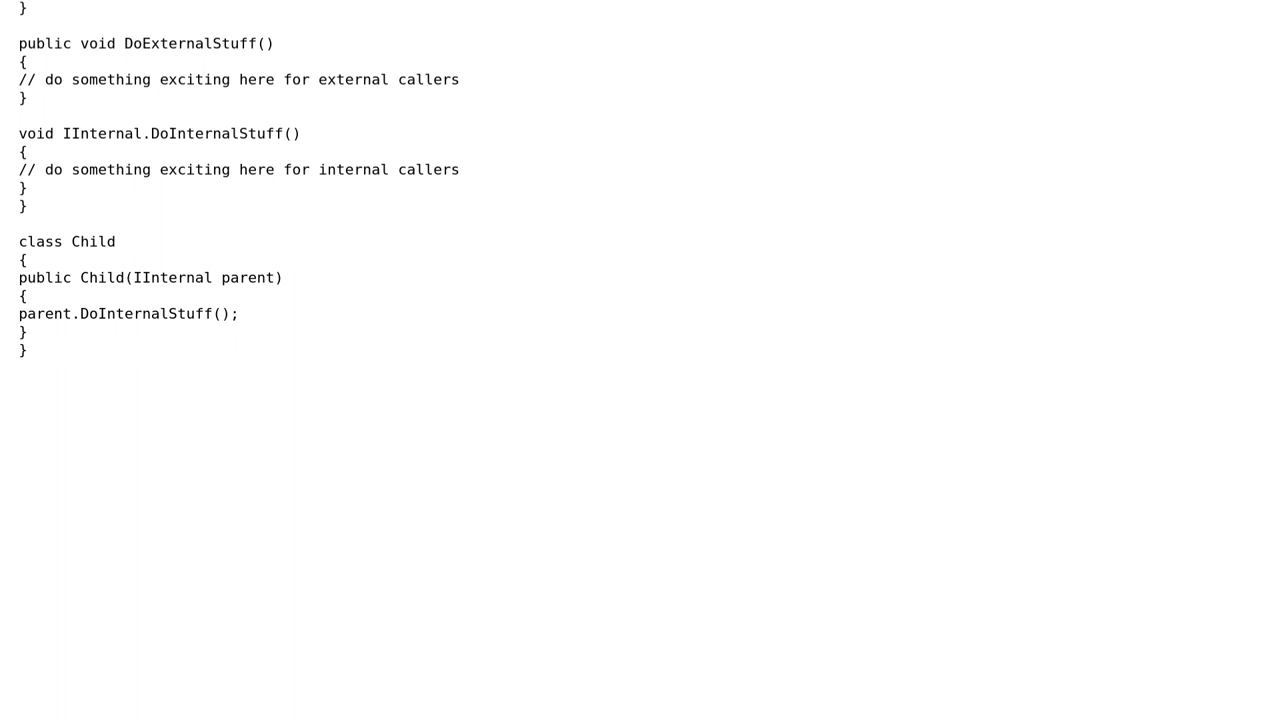 }

public void DoExternalStuff()
{
// do something exciting here for external callers
}

void IInternal.DoInternalStuff()
{
// do something exciting here for internal callers
}
}

class Child
{
public Child(IInternal parent)
{
parent.DoInternalStuff();
}
}